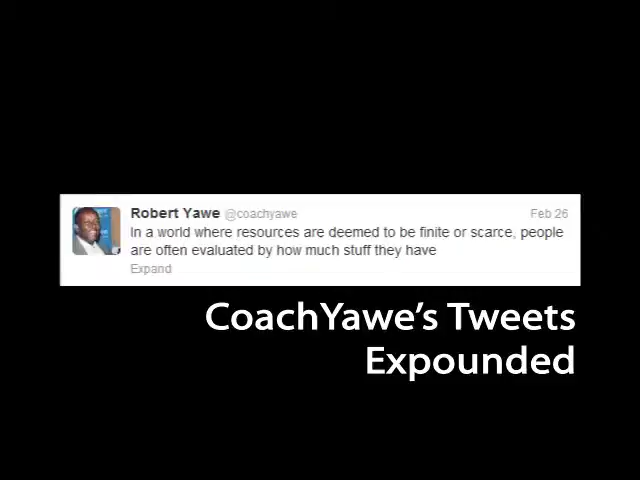 Robert Yawe @coachyawe Feb 26
In a world where resources are deemed to be finite or scarce, people
are often evaluated by how much stuff they have
Expand
CoachYawe's Tweets
Expounded